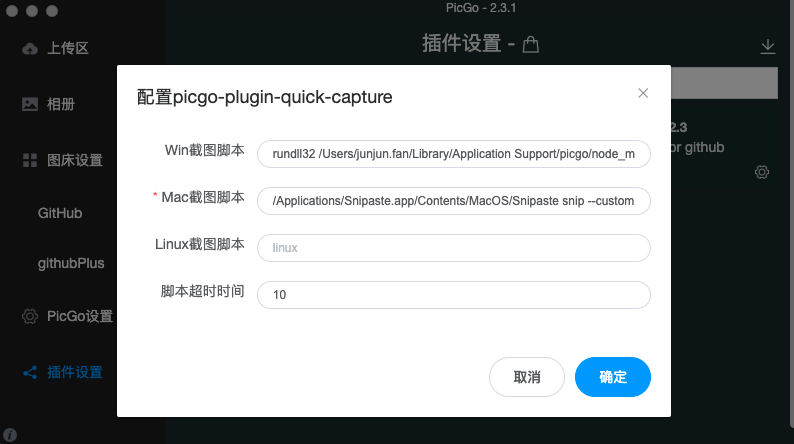 PicGo - 2.3.1
上传区
相册
图床设置
GitHub
githubPlus
PicGo设置
插件设置
插件设置 -
2.3
or github
配置picgo-plugin-quick-capture
Win截图脚本
rundll32 /Users/junjun.fan/Library/Application Support/picgo/node_m
* Mac截图脚本
/Applications/Snipaste.app/Contents/MacOS/Snipaste snip --custom
Linux截图脚本
linux
脚本超时时间
10
取消
确定